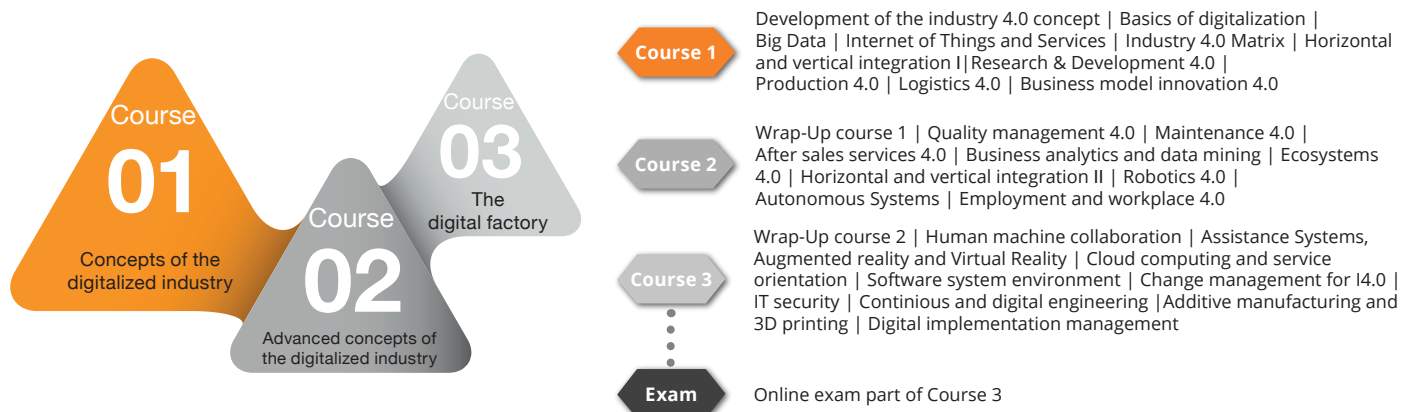 Course
01
Concepts of the
digitalized industry
Course
02
Advanced concepts of
the digitalized industry
Course
03
The
digital factory
Course 1
Development of the industry 4.0 concept | Basics of digitalization |
Big Data | Internet of Things and Services | Industry 4.0 Matrix | Horizontal
and vertical integration I|Research & Development 4.0 |
Production 4.0 | Logistics 4.0 | Business model innovation 4.0
Course 2
Wrap-Up course 1 | Quality management 4.0 | Maintenance 4.0 |
After sales services 4.0 | Business analytics and data mining | Ecosystems
4.0 | Horizontal and vertical integration II | Robotics 4.0 |
Autonomous Systems | Employment and workplace 4.0
Course 3
Wrap-Up course 2 | Human machine collaboration | Assistance Systems,
Augmented reality and Virtual Reality | Cloud computing and service
orientation | Software system environment | Change management for I4.0 |
IT security | Continious and digital engineering |Additive manufacturing and
3D printing | Digital implementation management
Exam
Online exam part of Course 3